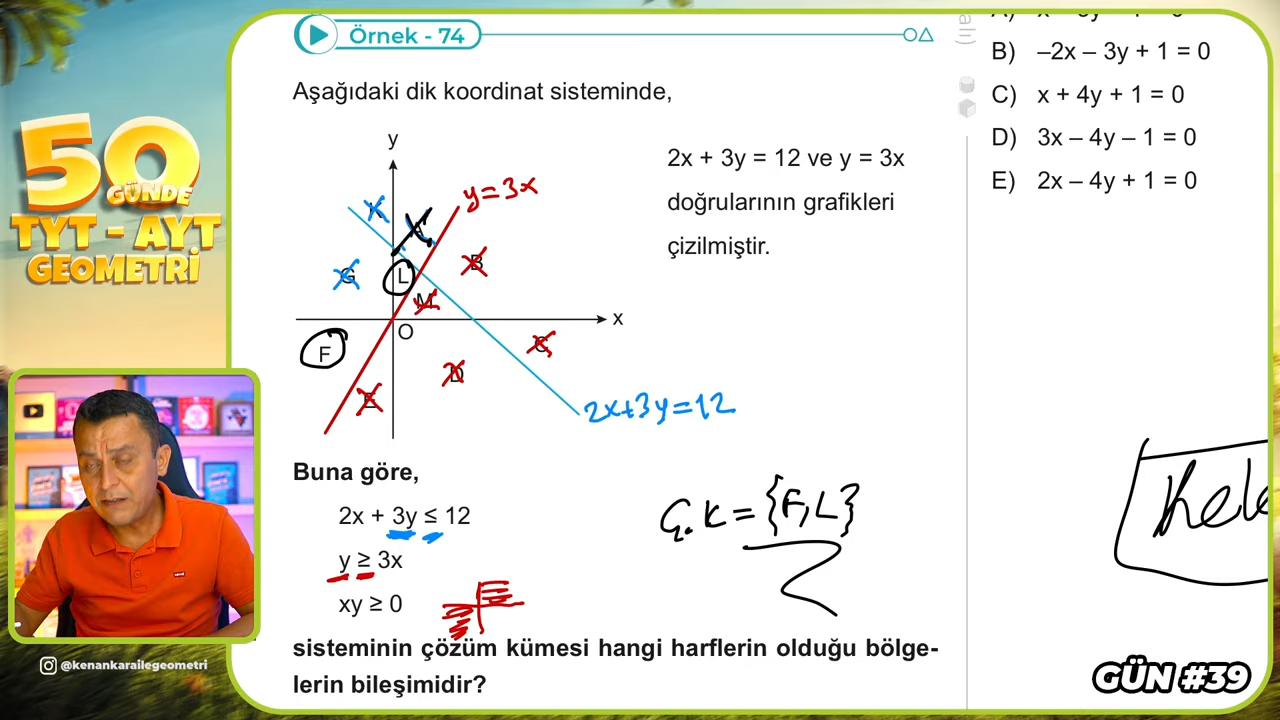 Örnek - 74
Aşağıdaki dik koordinat sisteminde,
y
K
A
y=3x
G
L
B
M
x
O
F
C
E
D
2x+3y=12
2x + 3y = 12 ve y = 3x
doğrularının grafikleri
çizilmiştir.
Buna göre,
2x + 3y ≤ 12
y ≥ 3x
xy ≥ 0
Ç.K={F,L}
sisteminin çözüm kümesi hangi harflerin olduğu bölge-
lerin bileşimidir?
B) –2x – 3y + 1 = 0
C) x + 4y + 1 = 0
D) 3x – 4y – 1 = 0
E) 2x – 4y + 1 = 0
50
GÜNDE
TYT - AYT
GEOMETRİ
@kenankarailegeometri
GÜN #39